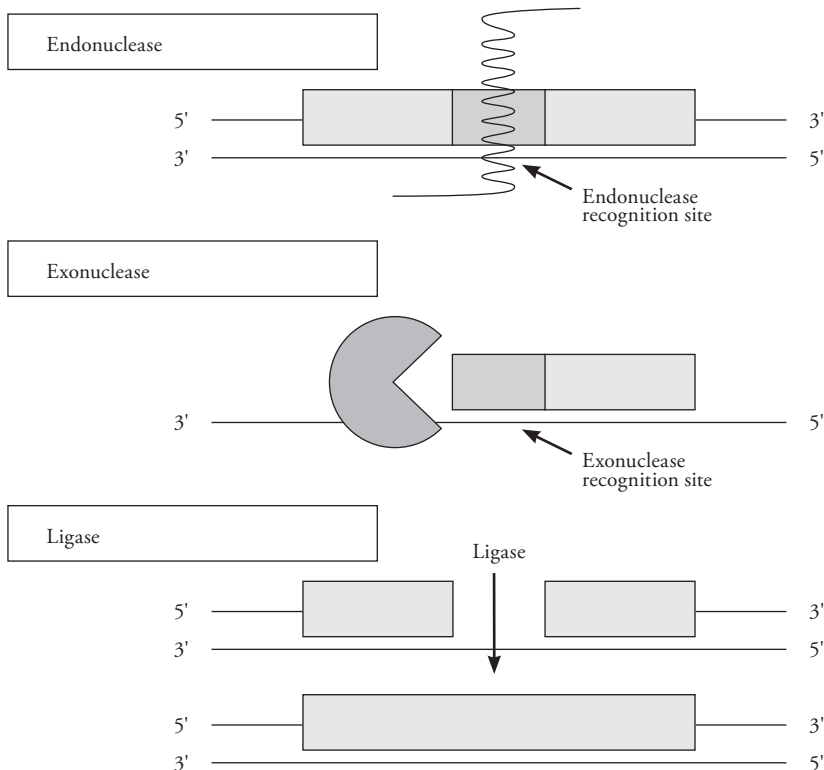 Endonuclease
5' 3'
3' 5'
Endonuclease
recognition site
Exonuclease
3' 5'
Exonuclease
recognition site
Ligase
Ligase
5' 3'
3' 5'
5' 3'
3' 5'